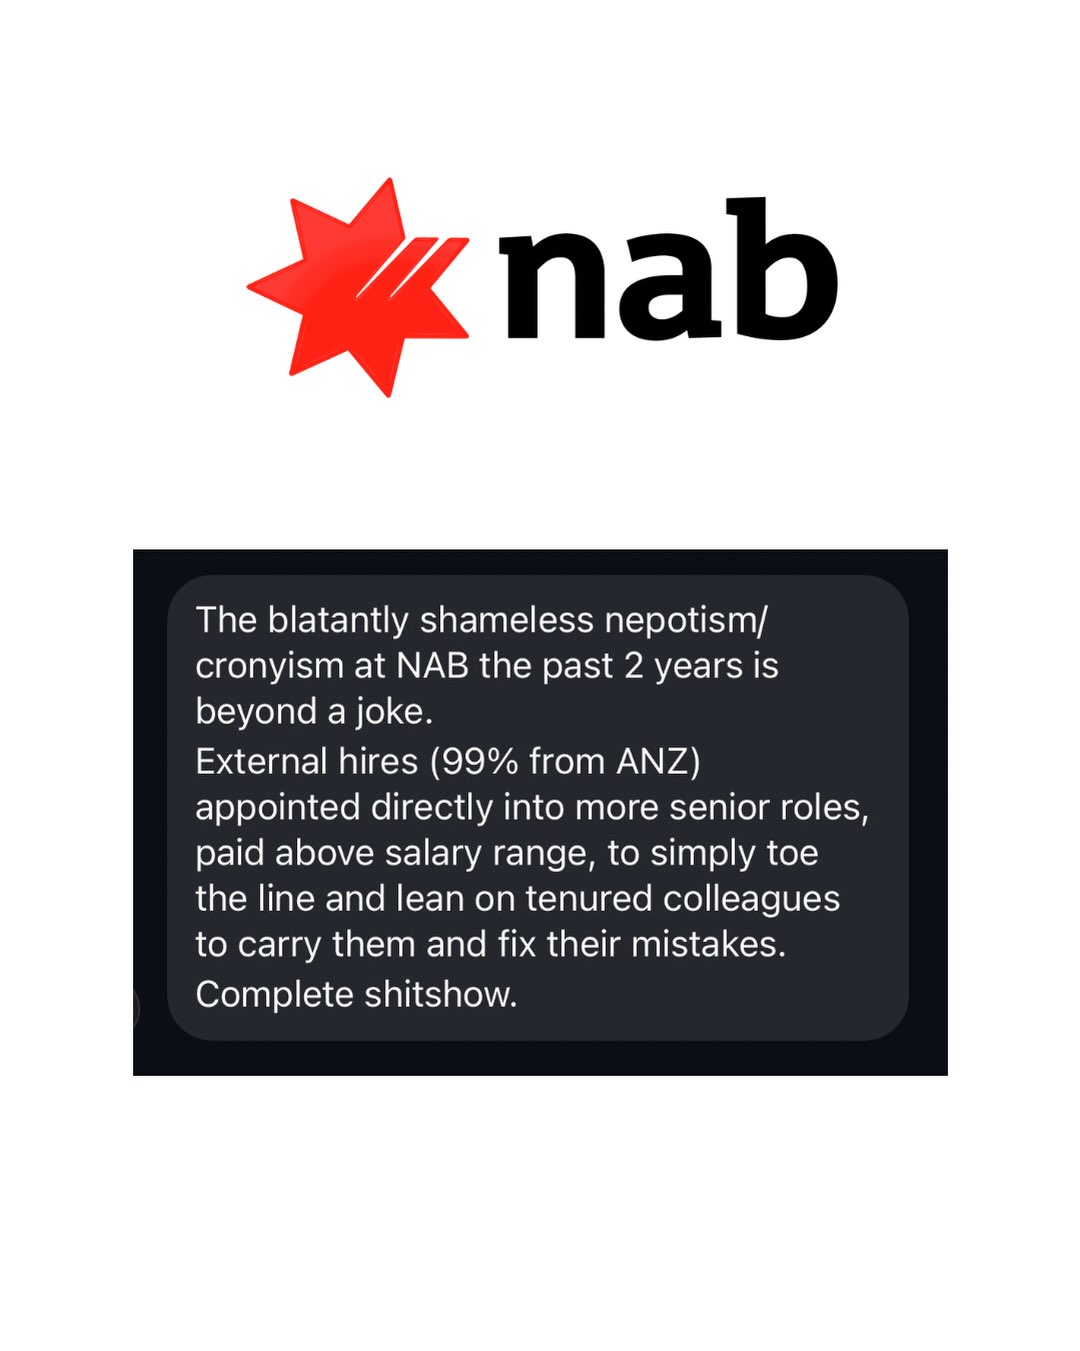 nab
The blatantly shameless nepotism/
cronyism at NAB the past 2 years is
beyond a joke.
External hires (99% from ANZ)
appointed directly into more senior roles,
paid above salary range, to simply toe
the line and lean on tenured colleagues
to carry them and fix their mistakes.
Complete shitshow.